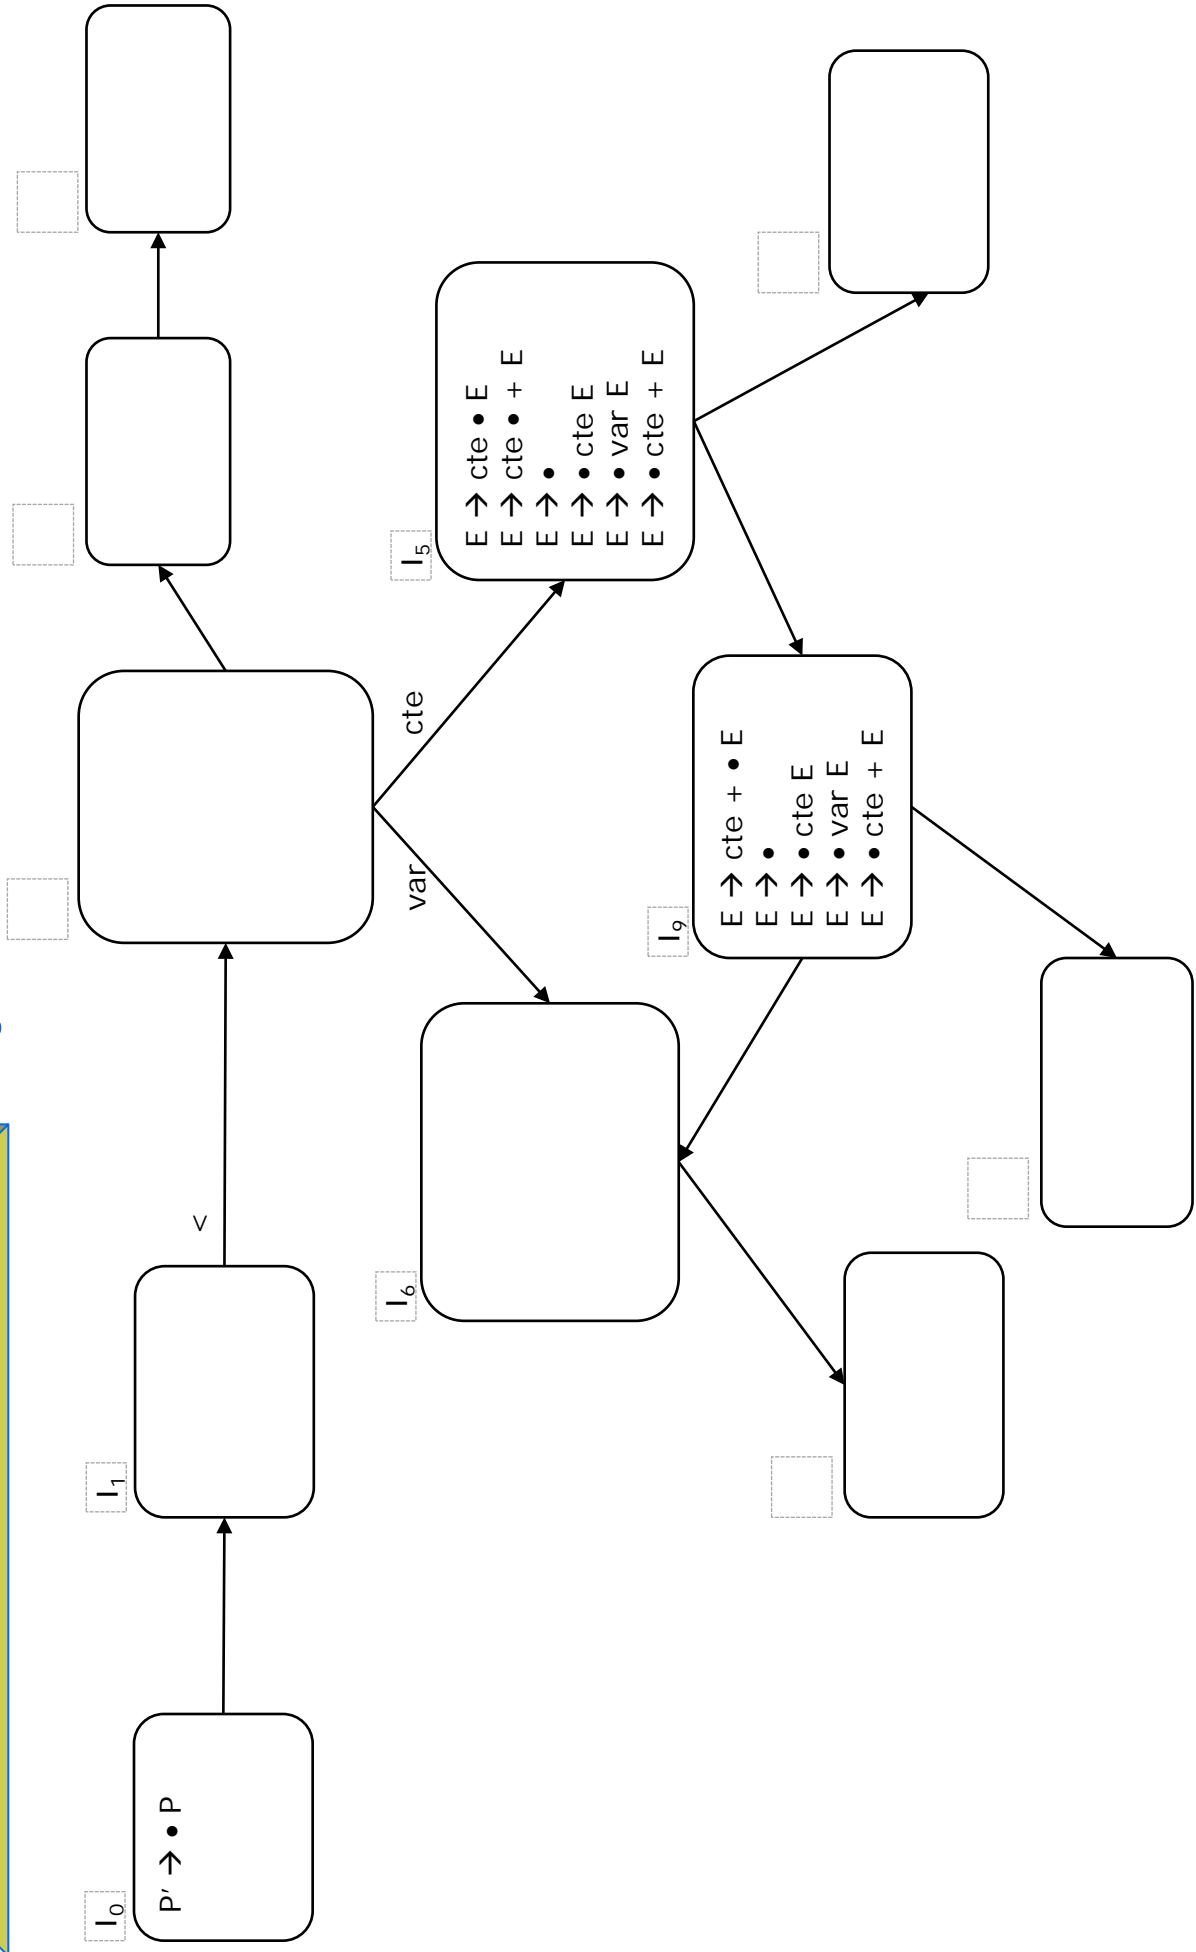 I₀
P' → • P
I₁
<
var
cte
I₆
I₅
E → cte • E
E → cte • + E
E → •
E → • cte E
E → • var E
E → • cte + E
I₉
E → cte + • E
E → •
E → • cte E
E → • var E
E → • cte + E